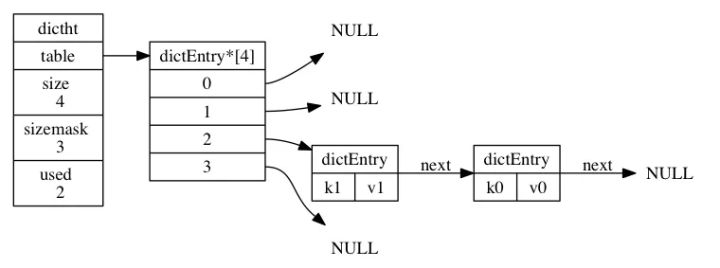 dictht
table
size
4
sizemask
3
used
2
dictEntry*[4]
0
1
2
3
NULL
NULL
dictEntry
k1 v1
next
dictEntry
k0 v0
next
NULL
NULL